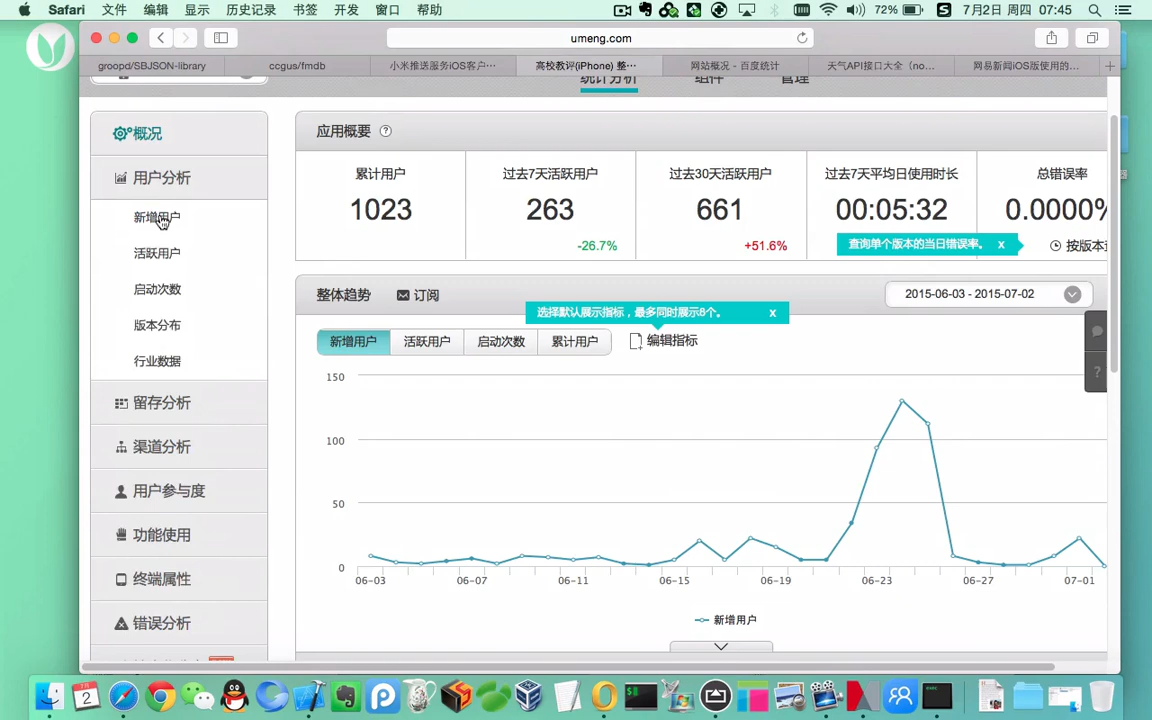 Safari 文件 编辑 显示 历史记录 书签 开发 窗口 帮助 72% 7月2日 周四 07:45
umeng.com
groopd/SBJSON-library ccgus/fmdb 小米推送服务iOS客户… 高校教评(iPhone) 整… 网站概况 - 百度统计 天气API接口大全（no… 网易新闻iOS版使用的…
统计分析 组件 管理
概况
用户分析
新增用户
活跃用户
启动次数
版本分布
行业数据
留存分析
渠道分析
用户参与度
功能使用
终端属性
错误分析
应用概要 ?
累计用户 过去7天活跃用户 过去30天活跃用户 过去7天平均日使用时长 总错误率
1023 263 661 00:05:32 0.0000%
-26.7% +51.6% 查询单个版本的当日错误率。 x 按版本
整体趋势 订阅 2015-06-03 - 2015-07-02
选择默认展示指标，最多同时展示8个。 x
新增用户 活跃用户 启动次数 累计用户 编辑指标
150
100
50
0
06-03 06-07 06-11 06-15 06-19 06-23 06-27 07-01
新增用户
?